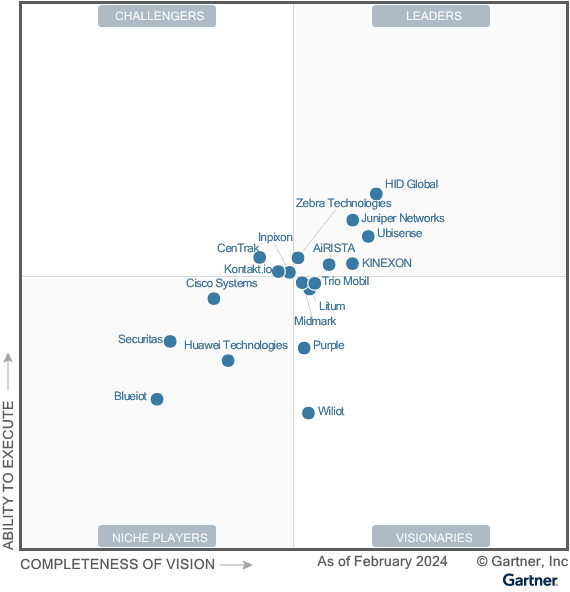 CHALLENGERS
LEADERS
HID Global
Zebra Technologies
Juniper Networks
Ubisense
Inpixon
CenTrak
AiRISTA
KINEXON
Kontakt.io
Cisco Systems
Trio Mobil
Litum
Midmark
Securitas
Huawei Technologies
Purple
Blueiot
Wiliot
NICHE PLAYERS
VISIONARIES
ABILITY TO EXECUTE
COMPLETENESS OF VISION
As of February 2024
© Gartner, Inc
Gartner